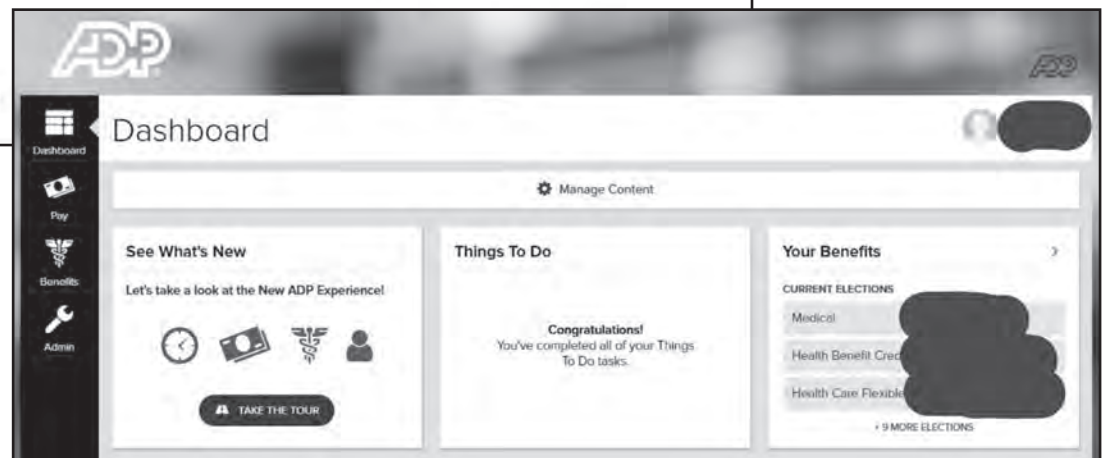 ADP
ADP
Dashboard
Dashboard
Manage Content
Pay
Benefits
Admin
See What's New
Let's take a look at the New ADP Experience!
TAKE THE TOUR
Things To Do
Congratulations!
You've completed all of your Things
To Do tasks.
Your Benefits
CURRENT ELECTIONS
Medical
Health Benefit
Health Care Flexible
+ 9 MORE ELECTIONS